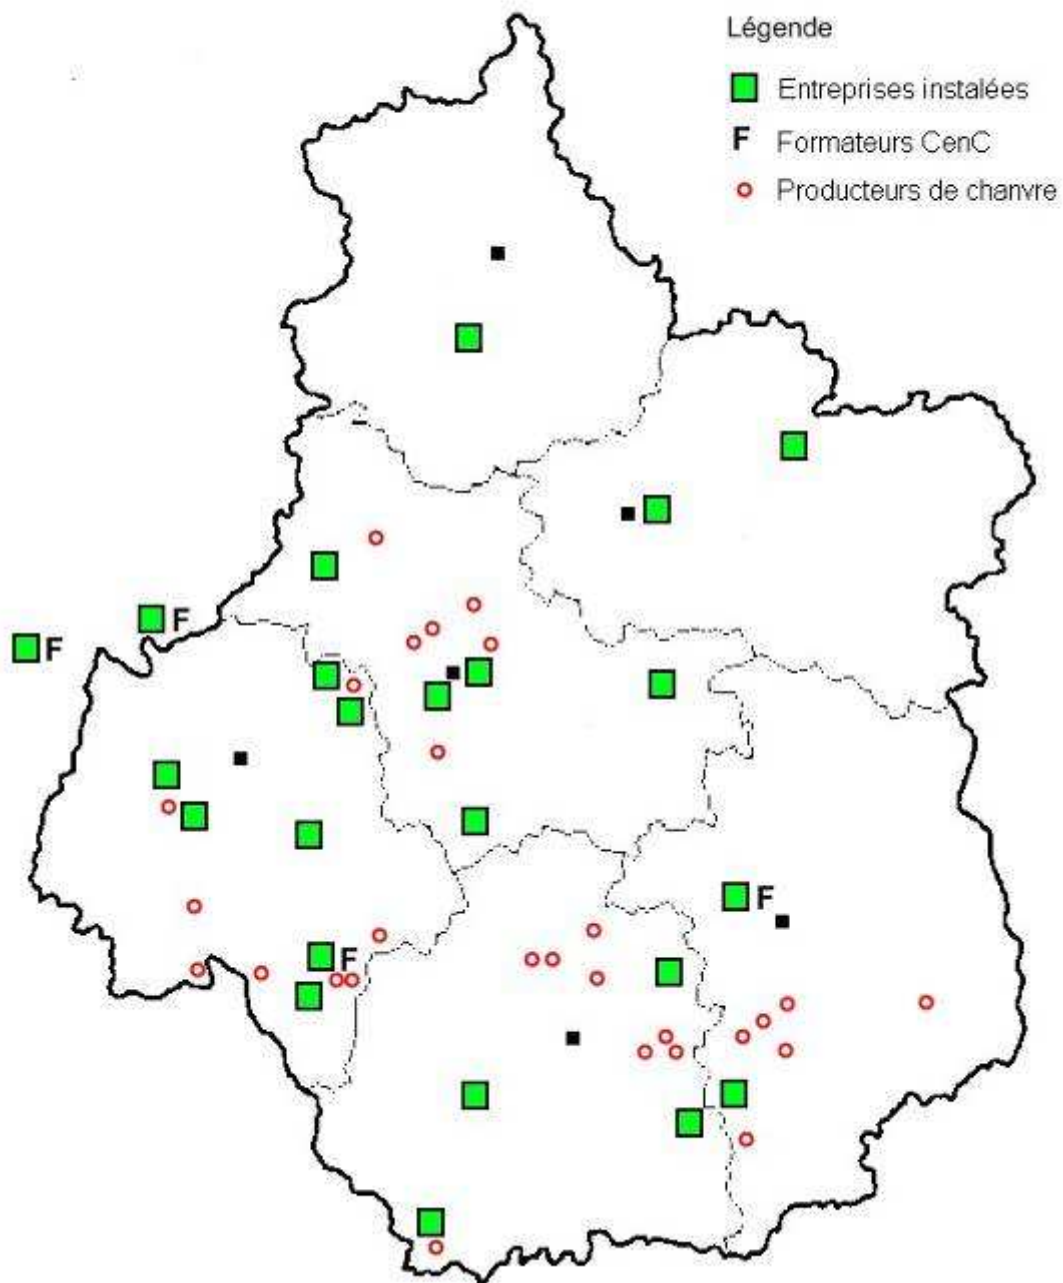 Légende
Entreprises instalées
F Formateurs CenC
Producteurs de chanvre
F
F
F
F